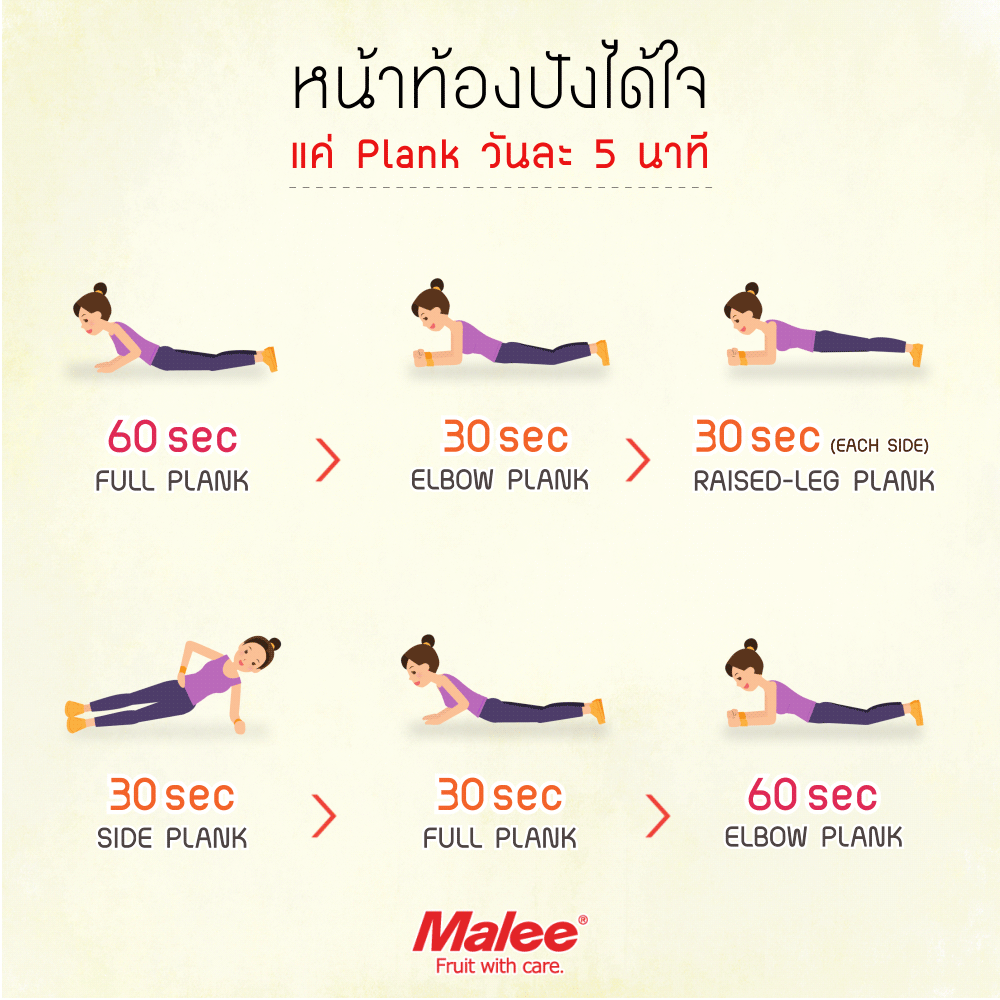 หน้าท้องปังได้ใจ
แค่ Plank วันละ 5 นาที
60 sec
FULL PLANK
30 sec
ELBOW PLANK
30 sec (EACH SIDE)
RAISED-LEG PLANK
30 sec
SIDE PLANK
30 sec
FULL PLANK
60 sec
ELBOW PLANK
Malee®
Fruit with care.